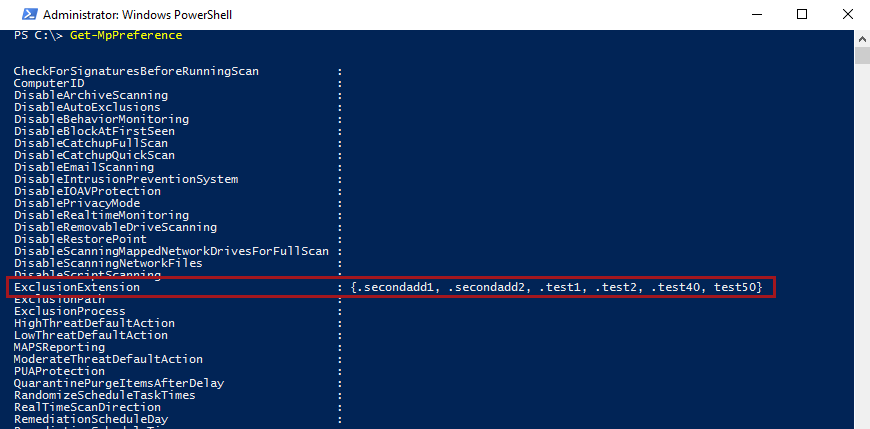 Administrator: Windows PowerShell
PS C:\> Get-MpPreference
CheckForSignaturesBeforeRunningScan :
ComputerID :
DisableArchiveScanning :
DisableAutoExclusions :
DisableBehaviorMonitoring :
DisableBlockAtFirstSeen :
DisableCatchupFullScan :
DisableCatchupQuickScan :
DisableEmailScanning :
DisableIntrusionPreventionSystem :
DisableIOAVProtection :
DisablePrivacyMode :
DisableRealtimeMonitoring :
DisableRemovableDriveScanning :
DisableRestorePoint :
DisableScanningMappedNetworkDrivesForFullScan :
DisableScanningNetworkFiles :
DisableScriptScanning :
ExclusionExtension : {.secondadd1, .secondadd2, .test1, .test2, .test40, test50}
ExclusionPath :
ExclusionProcess :
HighThreatDefaultAction :
LowThreatDefaultAction :
MAPSReporting :
ModerateThreatDefaultAction :
PUAProtection :
QuarantinePurgeItemsAfterDelay :
RandomizeScheduleTaskTimes :
RealTimeScanDirection :
RemediationScheduleDay :